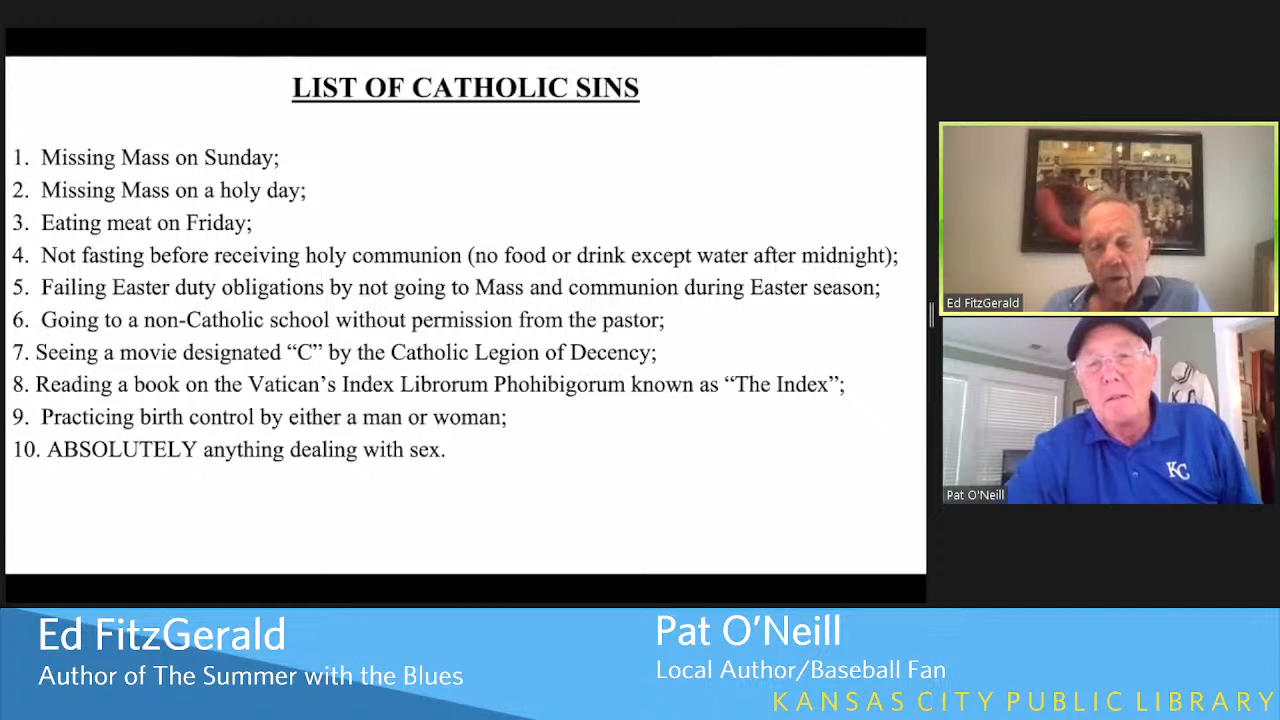 LIST OF CATHOLIC SINS
1. Missing Mass on Sunday;
2. Missing Mass on a holy day;
3. Eating meat on Friday;
4. Not fasting before receiving holy communion (no food or drink except water after midnight);
5. Failing Easter duty obligations by not going to Mass and communion during Easter season;
6. Going to a non-Catholic school without permission from the pastor;
7. Seeing a movie designated “C” by the Catholic Legion of Decency;
8. Reading a book on the Vatican’s Index Librorum Phohibigorum known as “The Index”;
9. Practicing birth control by either a man or woman;
10. ABSOLUTELY anything dealing with sex.
Ed FitzGerald
KC
Pat O'Neill
Ed FitzGerald
Author of The Summer with the Blues
Pat O’Neill
Local Author/Baseball Fan
KANSAS CITY PUBLIC LIBRARY